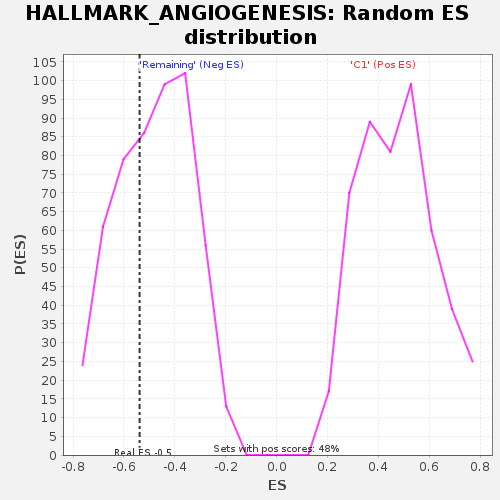 HALLMARK_ANGIOGENESIS: Random ES
distribution
'Remaining' (Neg ES)
'C1' (Pos ES)
105
100
95
90
85
80
75
70
65
60
55
50
45
40
35
30
25
20
15
10
5
0
P(ES)
Real ES -0.5
Sets with pos scores: 48%
-0.8 -0.6 -0.4 -0.2 0.0 0.2 0.4 0.6 0.8
ES